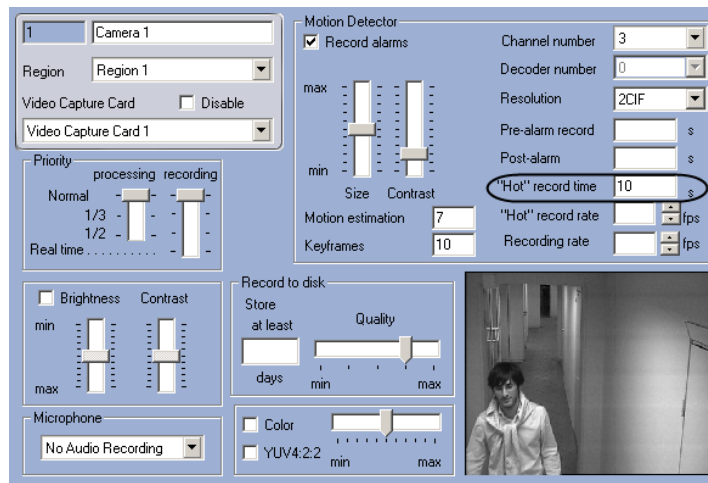 1 Camera 1
Region Region 1
Video Capture Card Disable
Video Capture Card 1
Priority
processing recording
Normal
1/3
1/2
Real time . . . . . . . . .
Brightness Contrast
min
max
Microphone
No Audio Recording
Motion Detector
Record alarms
max
min
Size Contrast
Motion estimation 7
Keyframes 10
Channel number 3
Decoder number 0
Resolution 2CIF
Pre-alarm record s
Post-alarm s
"Hot" record time 10 s
"Hot" record rate fps
Recording rate fps
Record to disk
Store
at least
days
Quality
min max
Color
YUV4:2:2
min max